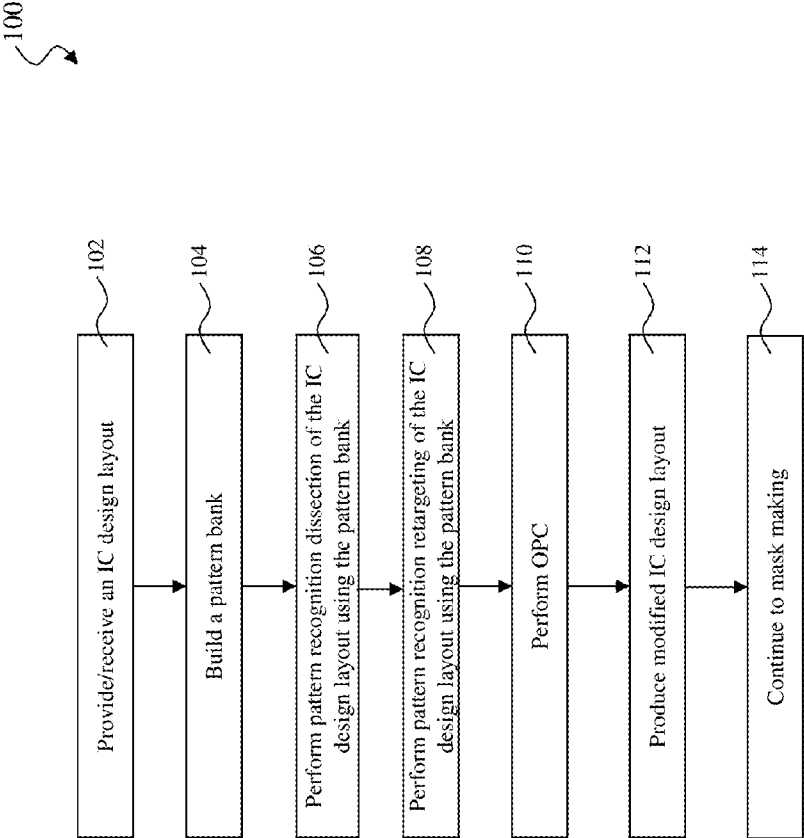 100
Provide/receive an IC design layout
102
Build a pattern bank
104
Perform pattern recognition dissection of the IC
design layout using the pattern bank
106
Perform pattern recognition retargeting of the IC
design layout using the pattern bank
108
Perform OPC
110
Produce modified IC design layout
112
Continue to mask making
114